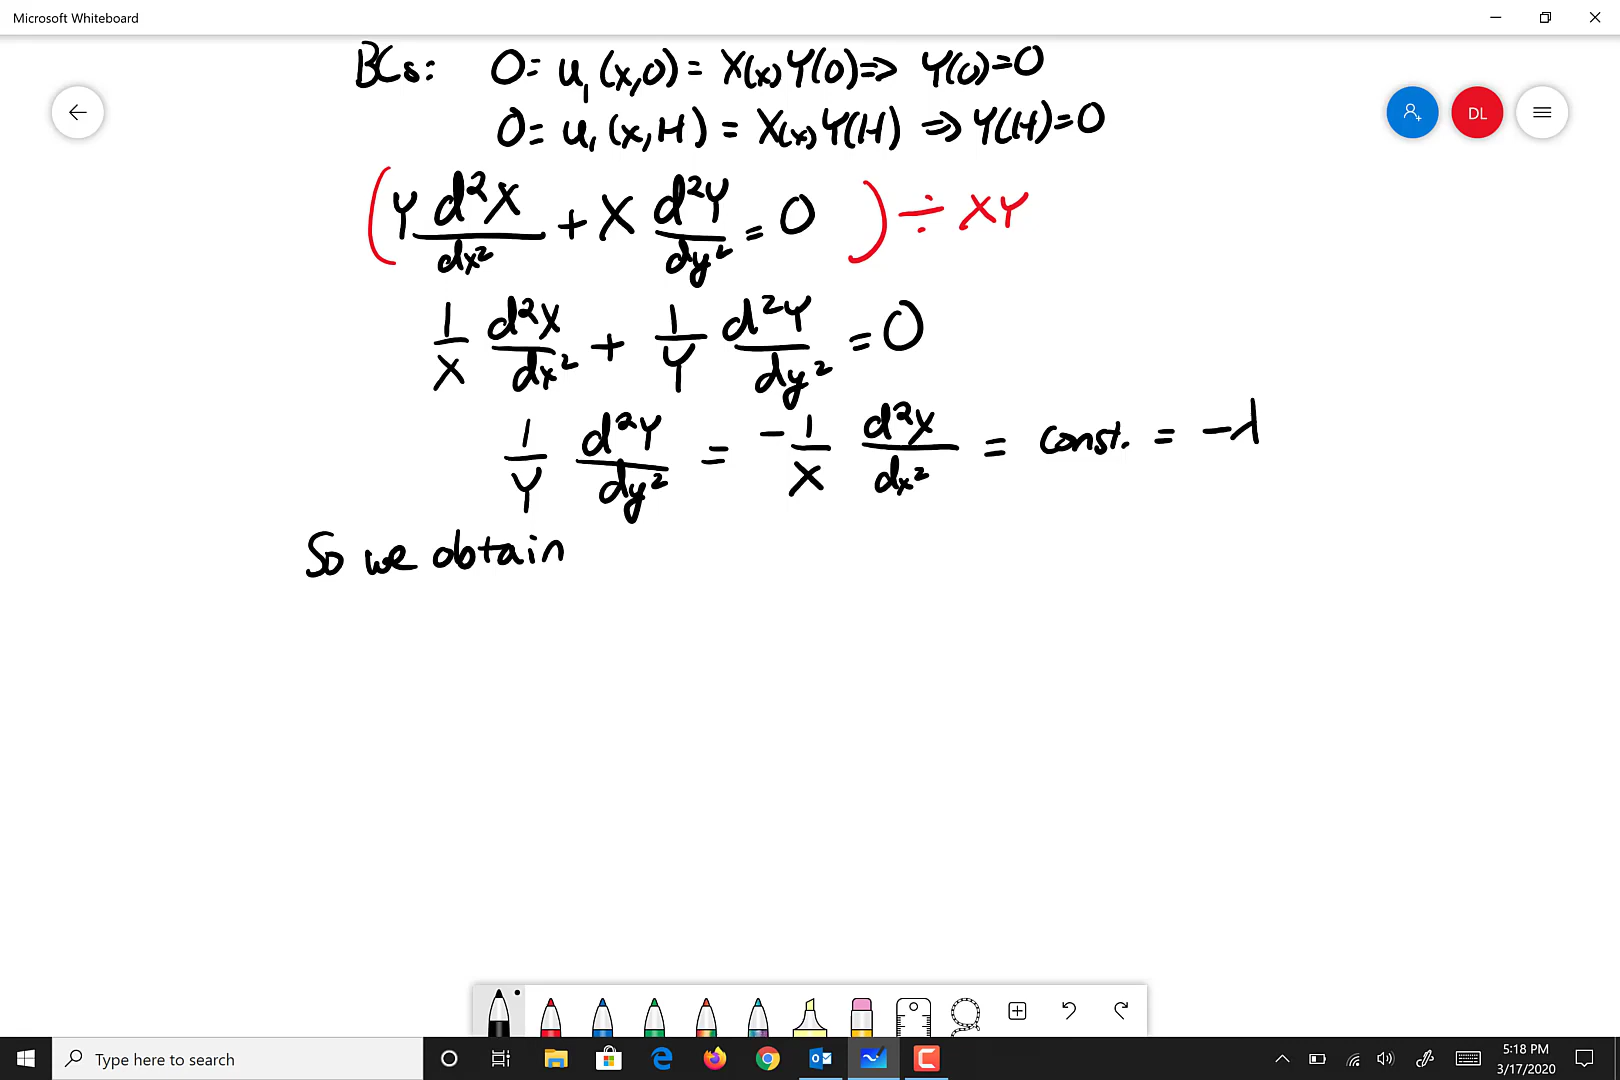 Microsoft Whiteboard
BCs: 0 = u₁(x,0) = X(x)Y(0) ⇒ Y(0)=0
0 = u₁(x,H) = X(x)Y(H) ⇒ Y(H)=0
(Y d²X/dx² + X d²Y/dy² = 0) ÷ XY
1/X d²X/dx² + 1/Y d²Y/dy² = 0
1/Y d²Y/dy² = -1/X d²X/dx² = const. = -λ
So we obtain
DL
Type here to search
5:18 PM
3/17/2020